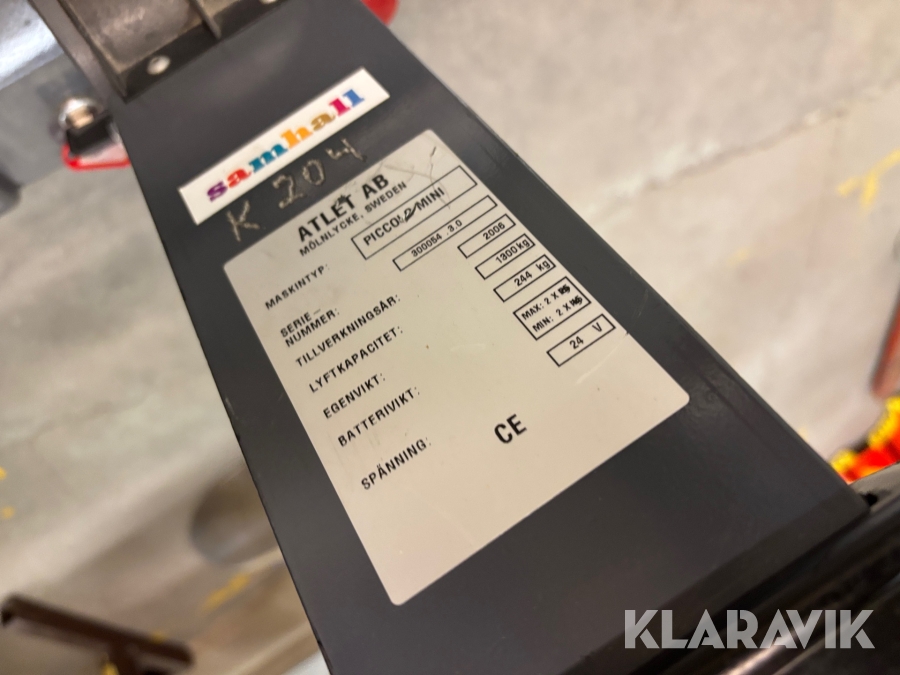 samhall
K 204
ATLET AB
MÖLNLYCKE, SWEDEN
MASKINTYP: PICCOLO MINI
SERIE-
NUMMER: 300054 3.0
TILLVERKNINGSÅR: 2006
LYFTKAPACITET: 1300 kg
EGENVIKT: 244 kg
BATTERIVIKT: MAX: 2 X
MIN: 2 X
SPÄNNING: 24 V
CE
KLARAVIK